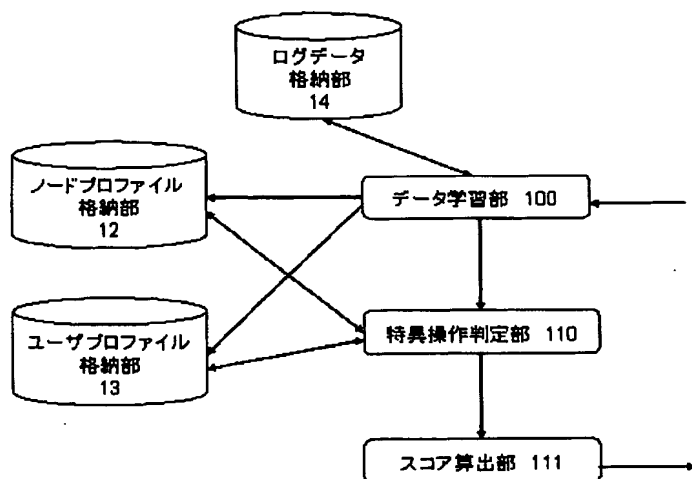 ログデータ
格納部
14
ノードプロファイル
格納部
12
データ学習部 100
ユーザプロファイル
格納部
13
特異操作判定部 110
スコア算出部 111